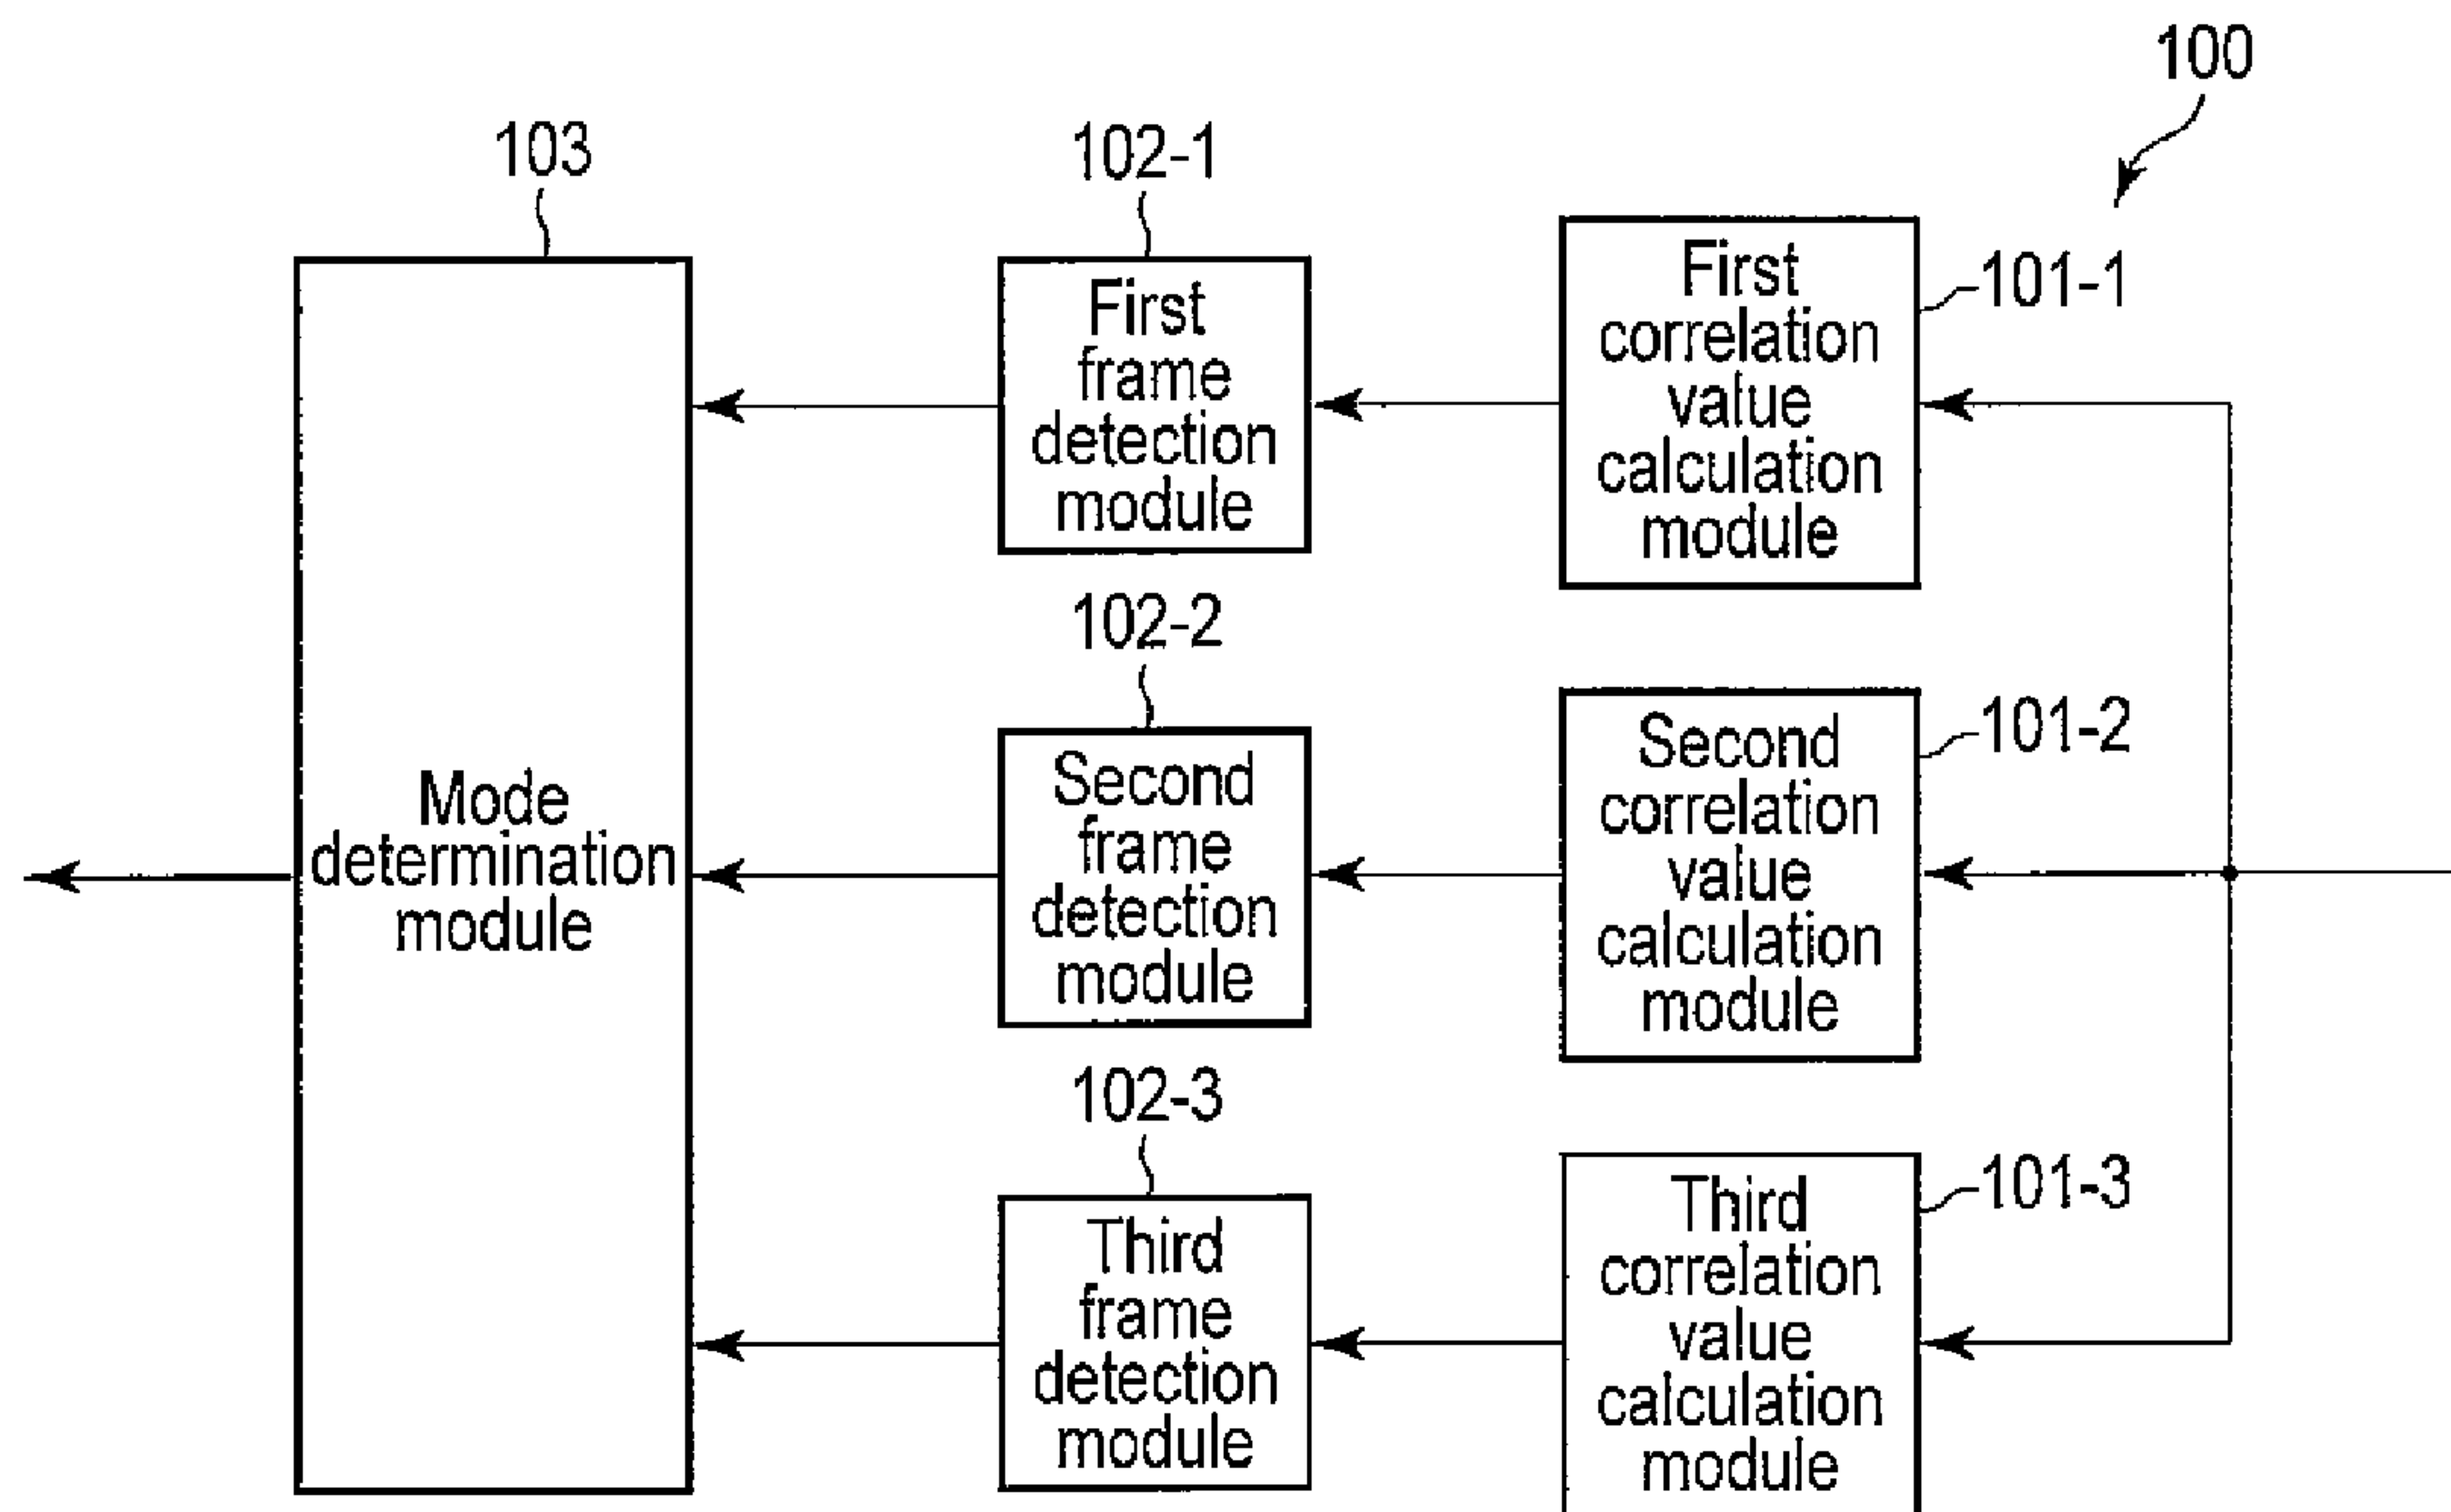 100
103
102-1
First
frame
detection
module
First
correlation
value
calculation
module
101-1
Mode
determination
module
102-2
Second
frame
detection
module
Second
correlation
value
calculation
module
101-2
102-3
Third
frame
detection
module
Third
correlation
value
calculation
module
101-3